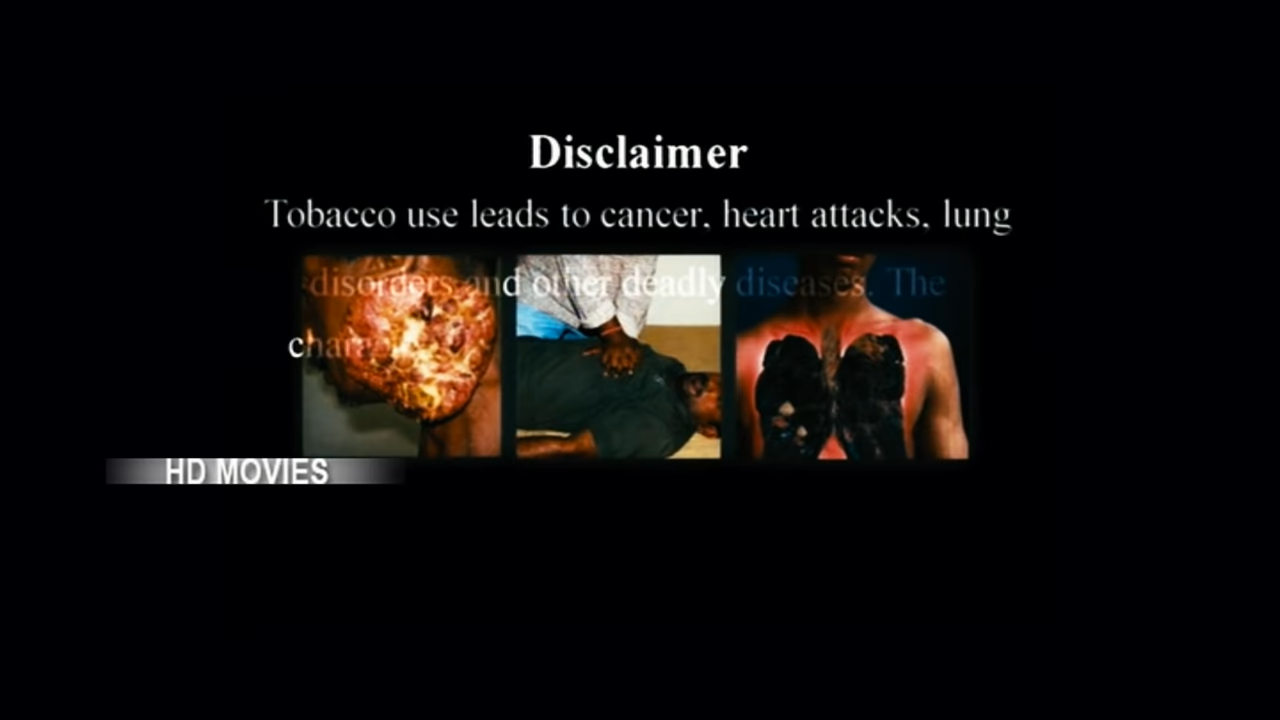 Disclaimer
Tobacco use leads to cancer, heart attacks, lung
disorders and other deadly diseases. The
HD MOVIES